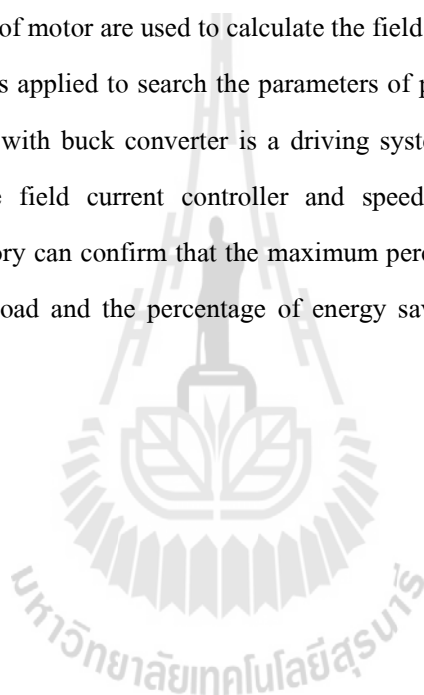 of motor are used to calculate the field
s applied to search the parameters of p
with buck converter is a driving syst
field current controller and speed
ory can confirm that the maximum perc
oad and the percentage of energy sav
มหาวิทยาลัยเทคโนโลยีสุรนารี